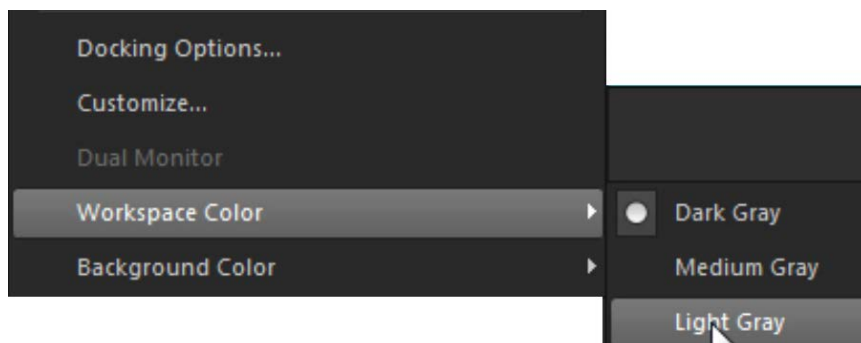 Docking Options...
Customize...
Dual Monitor
Workspace Color
Background Color
Dark Gray
Medium Gray
Light Gray